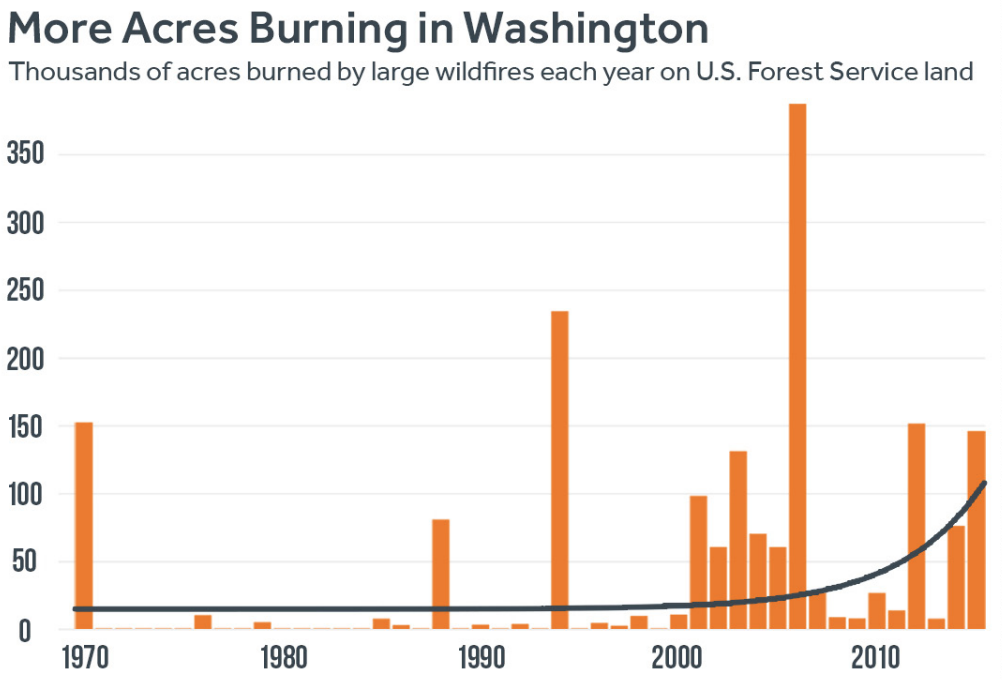 More Acres Burning in Washington
Thousands of acres burned by large wildfires each year on U.S. Forest Service land
350
300
250
200
150
100
50
0
1970 1980 1990 2000 2010